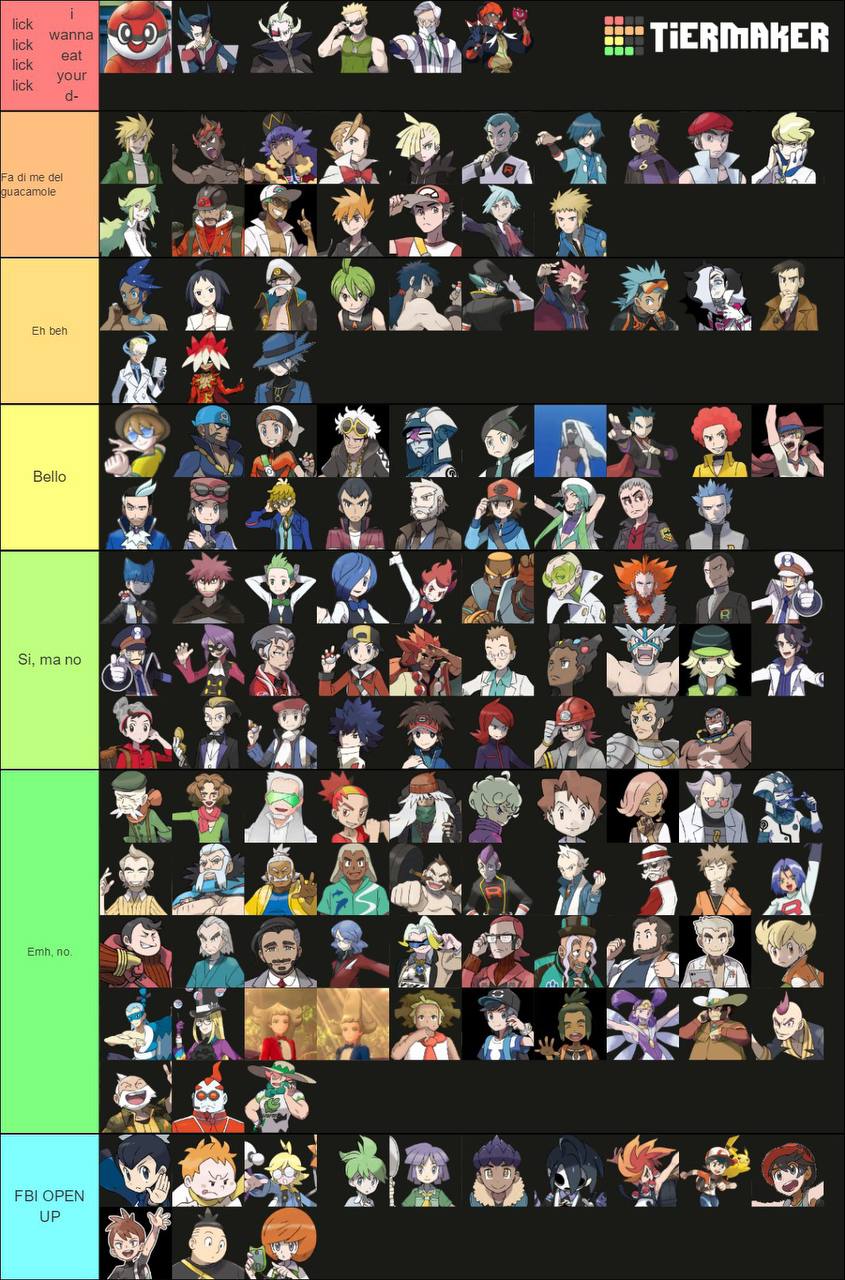 lick
lick
lick
lick
i
wanna
eat
your
d-
TiERMAKER
Fa di me del
guacamole
Eh beh
Bello
Si, ma no
Emh, no.
FBI OPEN
UP